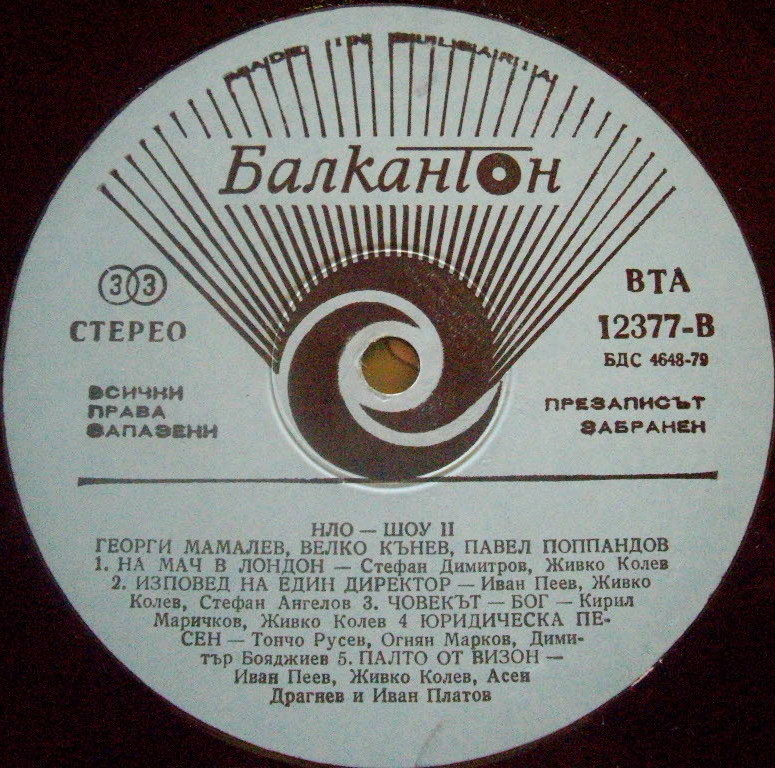 MADE IN BULGARIA
Балкантон
33
СТЕРЕО
ВСИЧКИ
ПРАВА
ЗАПАЗЕНИ
ВТА
12377-В
БДС 4648-79
ПРЕЗАПИСЪТ
ЗАБРАНЕН
НЛО — ШОУ II
ГЕОРГИ МАМАЛЕВ, ВЕЛКО КЪНЕВ, ПАВЕЛ ПОППАНДОВ
1. НА МАЧ В ЛОНДОН — Стефан Димитров, Живко Колев
2. ИЗПОВЕД НА ЕДИН ДИРЕКТОР — Иван Пеев, Живко
Колев, Стефан Ангелов 3. ЧОВЕКЪТ — БОГ — Кирил
Маричков, Живко Колев 4 ЮРИДИЧЕСКА ПЕ-
СЕН — Тончо Русев, Огнян Марков, Дими-
тър Бояджиев 5. ПАЛТО ОТ ВИЗОН —
Иван Пеев, Живко Колев, Асен
Драгнев и Иван Платов